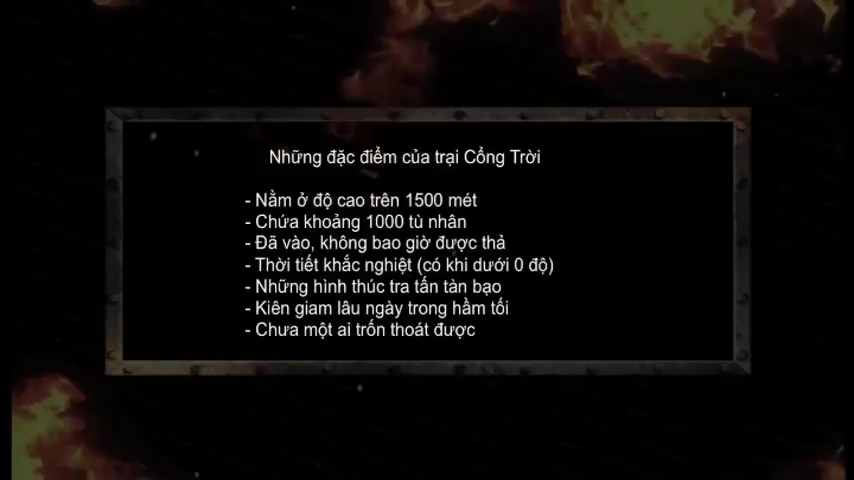 Những đặc điểm của trại Cổng Trời
- Nằm ở độ cao trên 1500 mét
- Chứa khoảng 1000 tù nhân
- Đã vào, không bao giờ được thả
- Thời tiết khắc nghiệt (có khi dưới 0 độ)
- Những hình thúc tra tấn tàn bạo
- Kiên giam lâu ngày trong hầm tối
- Chưa một ai trốn thoát được